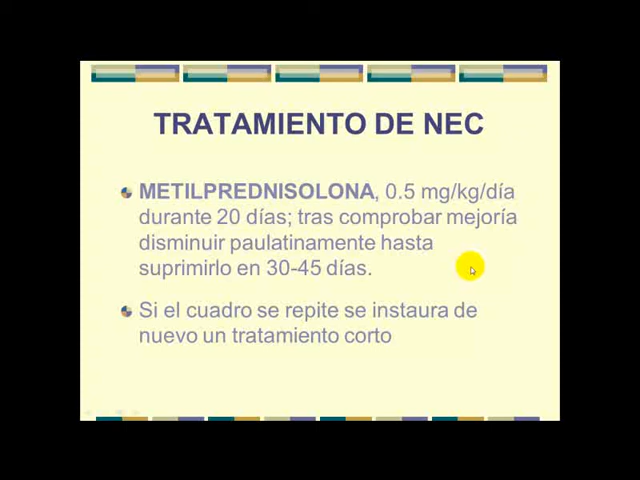 TRATAMIENTO DE NEC
METILPREDNISOLONA, 0.5 mg/kg/día
durante 20 días; tras comprobar mejoría
disminuir paulatinamente hasta
suprimirlo en 30-45 días.
Si el cuadro se repite se instaura de
nuevo un tratamiento corto